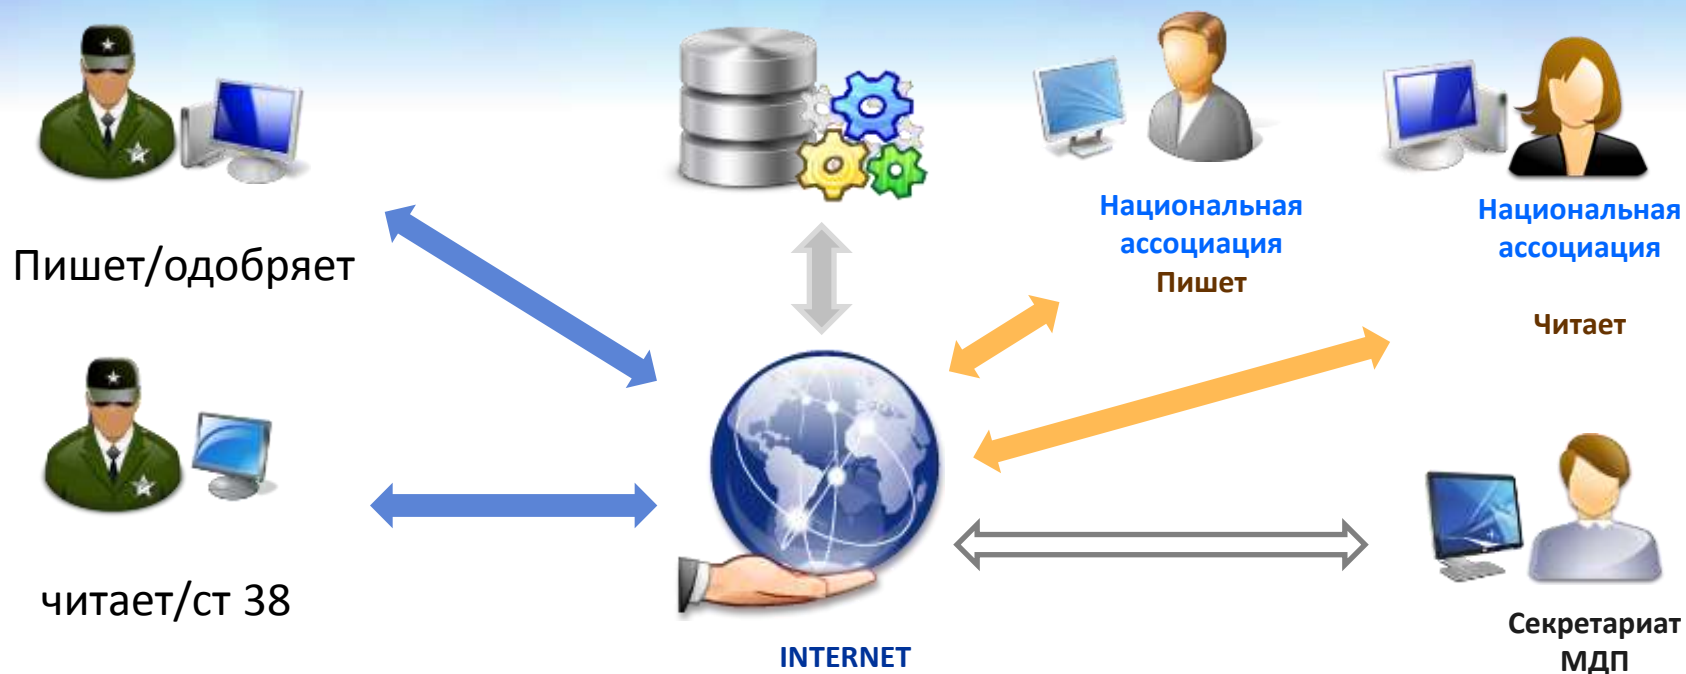 Пишет/одобряет
читает/ст 38
INTERNET
Национальная
ассоциация
Пишет
Национальная
ассоциация
Читает
Секретариат
МДП